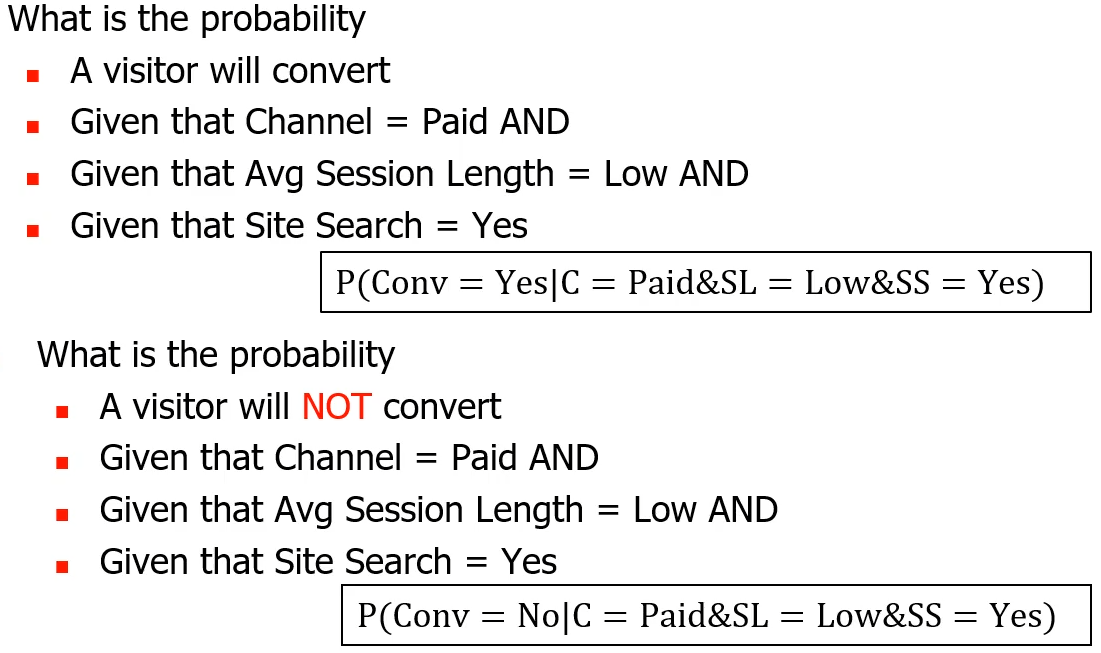 What is the probability
▪ A visitor will convert
▪ Given that Channel = Paid AND
▪ Given that Avg Session Length = Low AND
▪ Given that Site Search = Yes
P(Conv = Yes|C = Paid&SL = Low&SS = Yes)
What is the probability
▪ A visitor will NOT convert
▪ Given that Channel = Paid AND
▪ Given that Avg Session Length = Low AND
▪ Given that Site Search = Yes
P(Conv = No|C = Paid&SL = Low&SS = Yes)